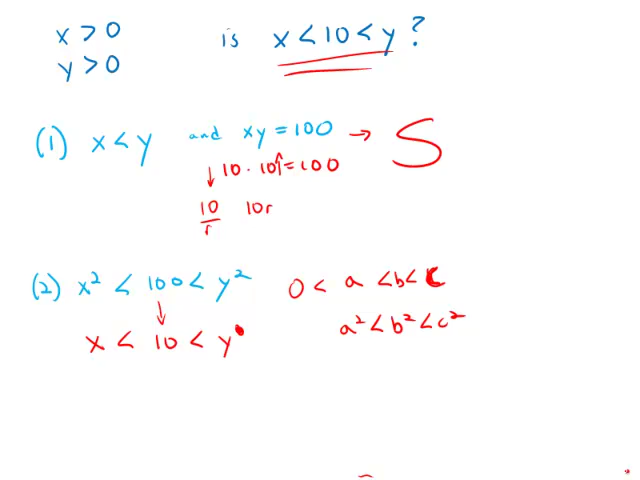 x > 0
is x < 10 < y ?
y > 0
(1) x < y and xy = 100 → S
↓ 10 · 10r = 100
10/r 10r
(2) x² < 100 < y²
0 < a < b < c
↓
x < 10 < y
a² < b² < c²